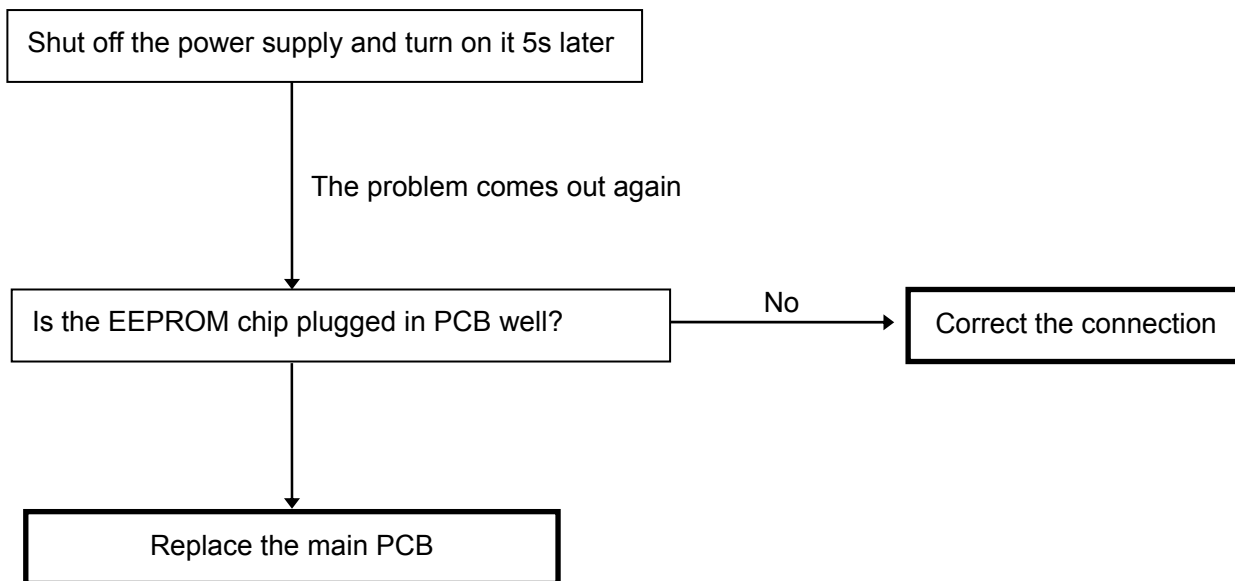 Shut off the power supply and turn on it 5s later
The problem comes out again
Is the EEPROM chip plugged in PCB well?
No
Correct the connection
Replace the main PCB